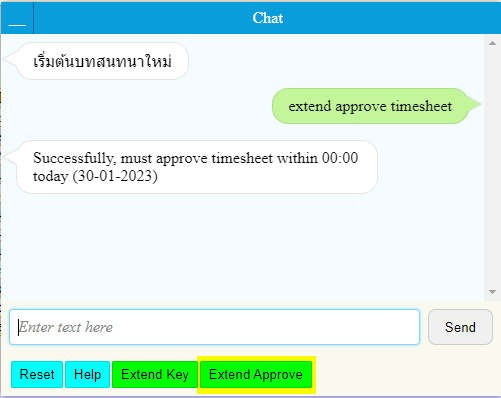 Chat
เริ่มต้นบทสนทนาใหม่
extend approve timesheet
Successfully, must approve timesheet within 00:00
today (30-01-2023)
Enter text here
Send
Reset Help Extend Key Extend Approve